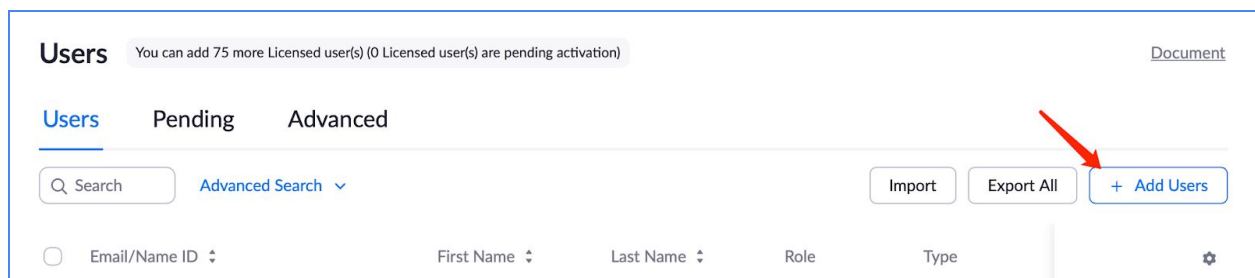 Users You can add 75 more Licensed user(s) (0 Licensed user(s) are pending activation) Document
Users Pending Advanced
Search Advanced Search Import Export All + Add Users
Email/Name ID First Name Last Name Role Type